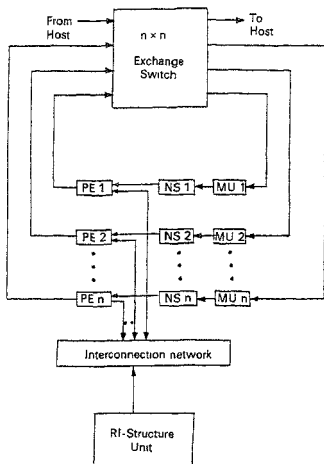 From
Host
n × n
Exchange
Switch
To
Host
PE 1
NS 1
MU 1
PE 2
NS 2
MU 2
PE n
NS n
MU n
Interconnection network
RI-Structure
Unit